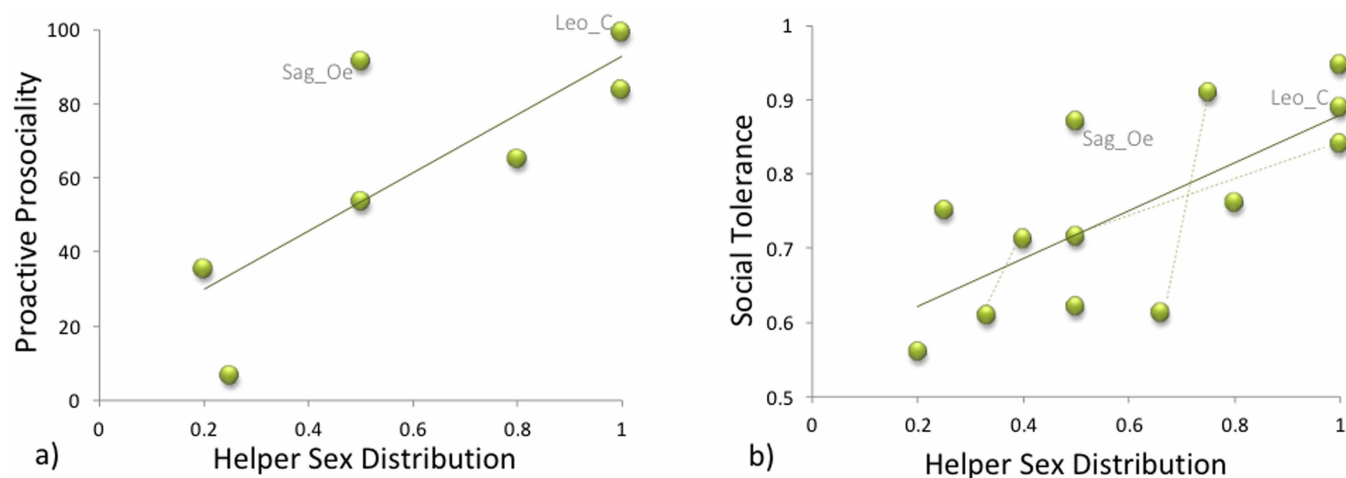 Proactive Prosociality
100
80
60
40
20
0
0
0.2
0.4
0.6
0.8
1
Sag_Oe
Leo_C
a)
Helper Sex Distribution
Social Tolerance
1
0.9
0.8
0.7
0.6
0.5
0
0.2
0.4
0.6
0.8
1
Leo_C
Sag_Oe
b)
Helper Sex Distribution